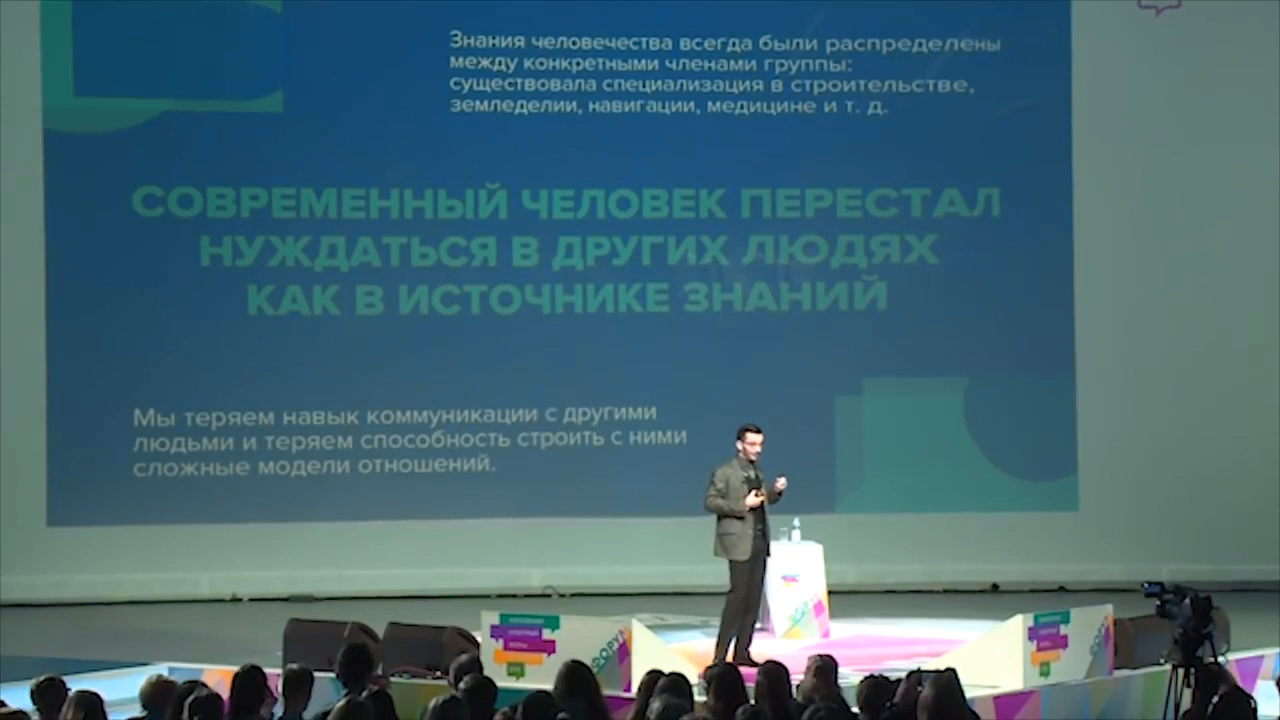 Знания человечества всегда были распределены
между конкретными членами группы:
существовала специализация в строительстве,
земледелии, навигации, медицине и т. д.
СОВРЕМЕННЫЙ ЧЕЛОВЕК ПЕРЕСТАЛ
НУЖДАТЬСЯ В ДРУГИХ ЛЮДЯХ
КАК В ИСТОЧНИКЕ ЗНАНИЙ
Мы теряем навык коммуникации с другими
людьми и теряем способность строить с ними
сложные модели отношений.